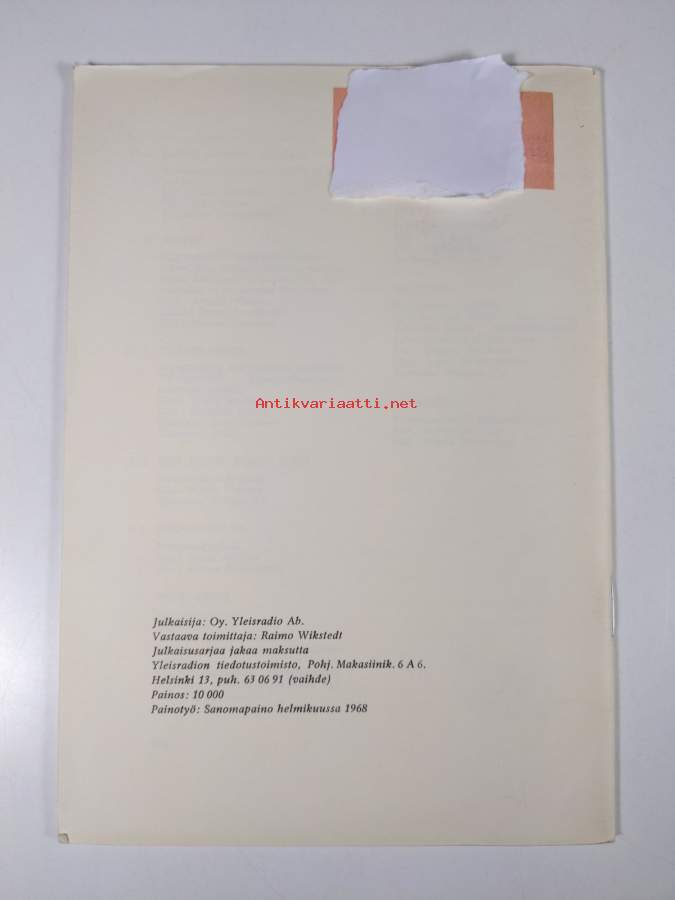 Antikvariaatti.net
Julkaisija: Oy. Yleisradio Ab.
Vastaava toimittaja: Raimo Wikstedt
Julkaisusarjaa jakaa maksutta
Yleisradion tiedotustoimisto, Pohj. Makasiinik. 6 A 6.
Helsinki 13, puh. 63 06 91 (vaihde)
Painos: 10 000
Painotyö: Sanomapaino helmikuussa 1968